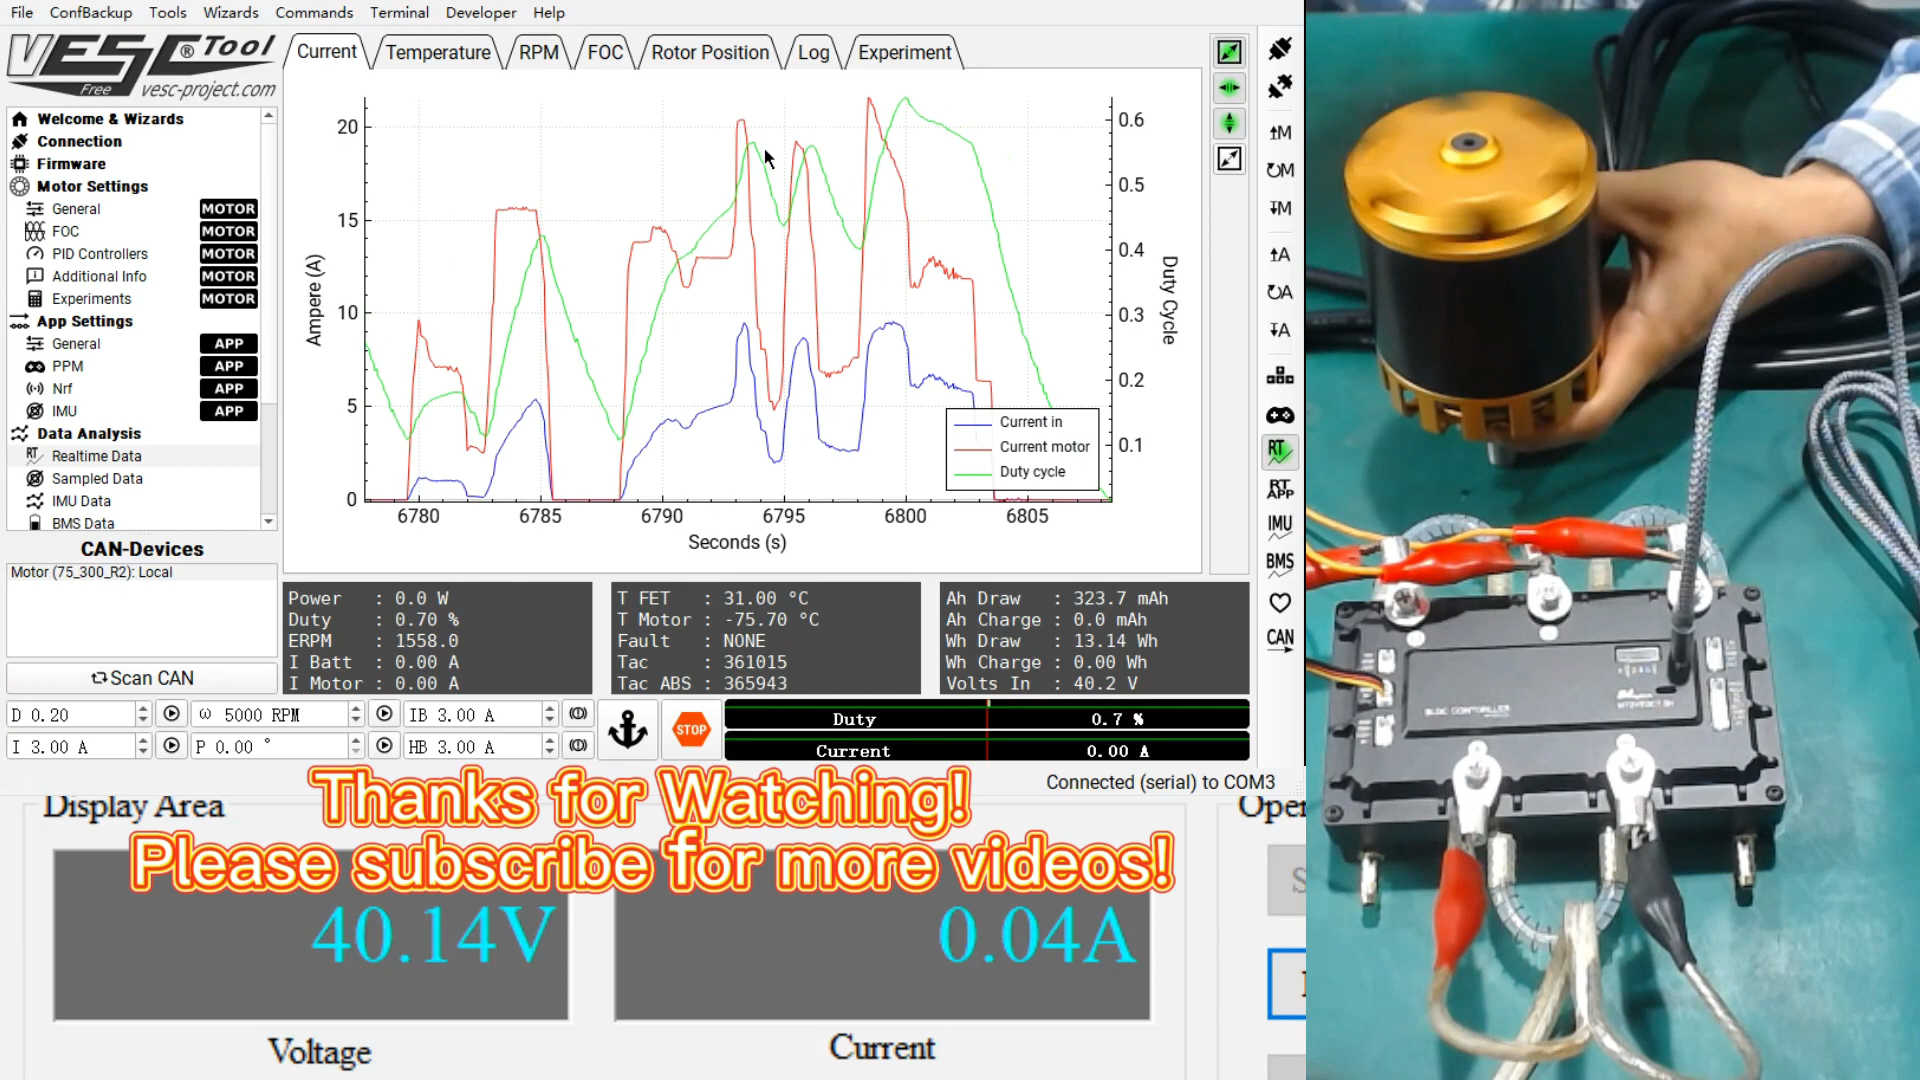 File ConfBackup Tools Wizards Commands Terminal Developer Help
VESC® Tool
Free vesc-project.com
Current Temperature RPM FOC Rotor Position Log Experiment
Welcome & Wizards
Connection
Firmware
Motor Settings
General MOTOR
FOC MOTOR
PID Controllers MOTOR
Additional Info MOTOR
Experiments MOTOR
App Settings
General APP
PPM APP
Nrf APP
IMU APP
Data Analysis
RT Realtime Data
Sampled Data
IMU Data
BMS Data
CAN-Devices
Motor (75_300_R2): Local
Scan CAN
Ampere (A)
20
15
10
5
0
6780 6785 6790 6795 6800 6805
Seconds (s)
0.6
0.5
0.4
0.3
0.2
0.1
Duty Cycle
Current in
Current motor
Duty cycle
M
M
M
A
A
A
RT
RT APP
IMU
BMS
CAN
Power : 0.0 W
Duty : 0.70 %
ERPM : 1558.0
I Batt : 0.00 A
I Motor : 0.00 A
T FET : 31.00 °C
T Motor : -75.70 °C
Fault : NONE
Tac : 361015
Tac ABS : 365943
Ah Draw : 323.7 mAh
Ah Charge : 0.0 mAh
Wh Draw : 13.14 Wh
Wh Charge : 0.00 Wh
Volts In : 40.2 V
D 0.20 ω 5000 RPM IB 3.00 A
I 3.00 A P 0.00 ° HB 3.00 A
STOP
Duty 0.7 %
Current 0.00 A
Connected (serial) to COM3
Thanks for Watching!
Please subscribe for more videos!
Display Area
40.14V 0.04A
Voltage Current
BLDC CONTROLLER